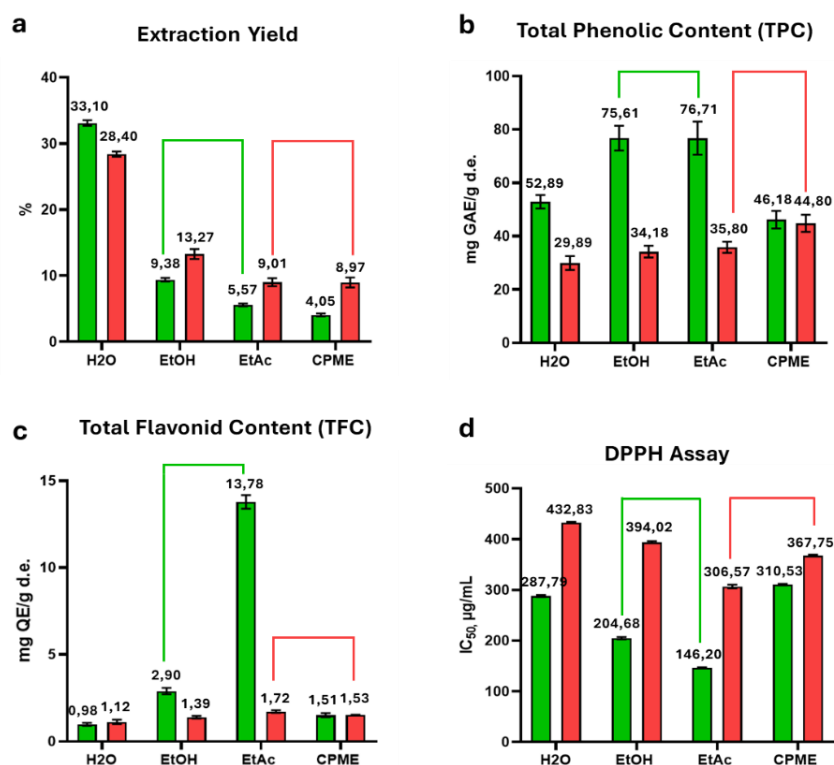 a
Extraction Yield
40
30
20
10
0
%
33,10
28,40
9,38
13,27
5,57
9,01
4,05
8,97
H2O
EtOH
EtAc
CPME
b
Total Phenolic Content (TPC)
100
80
60
40
20
0
mg GAE/g d.e.
52,89
29,89
75,61
34,18
76,71
35,80
46,18
44,80
H2O
EtOH
EtAc
CPME
c
Total Flavonid Content (TFC)
15
10
5
0
mg QE/g d.e.
0,98
1,12
2,90
1,39
13,78
1,72
1,51
1,53
H2O
EtOH
EtAc
CPME
d
DPPH Assay
500
400
300
200
100
0
IC50, µg/mL
287,79
432,83
204,68
394,02
146,20
306,57
310,53
367,75
H2O
EtOH
EtAc
CPME